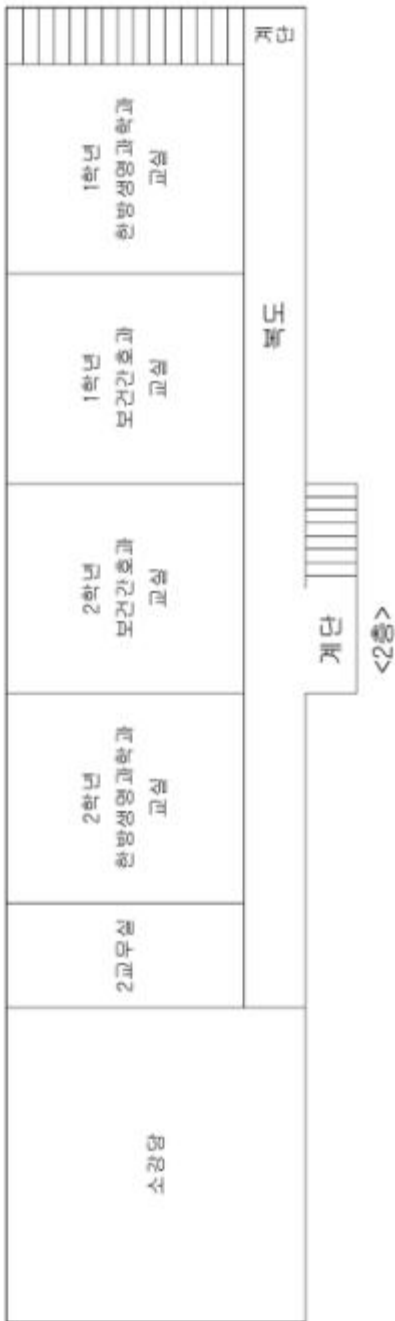 소강당
2교무실
2학년
한방생명과학과
교실
2학년
보건간호과
교실
1학년
보건간호과
교실
1학년
한방생명과학과
교실
복도
계단
계단
<2층>